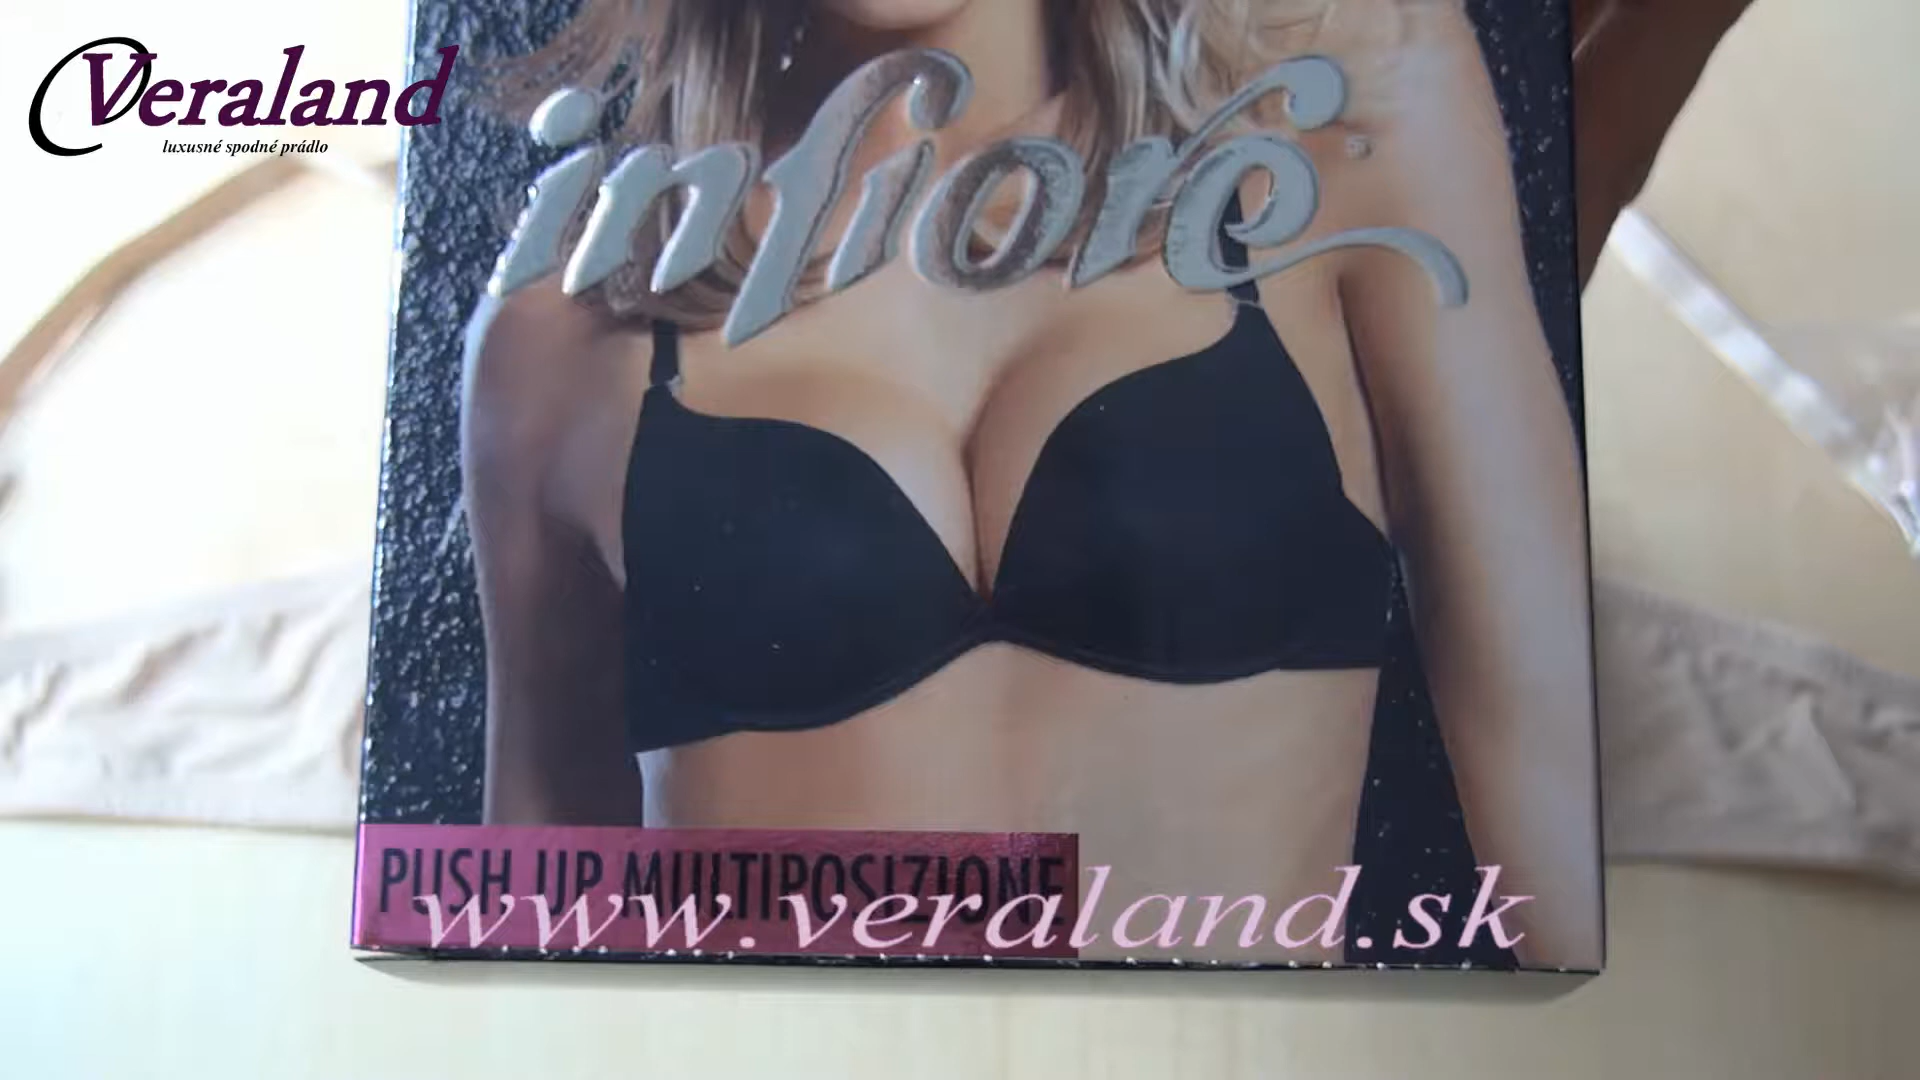 Veraland
luxusné spodné prádlo
infiore
PUSH UP MULTIPOSIZIONE
www.veraland.sk